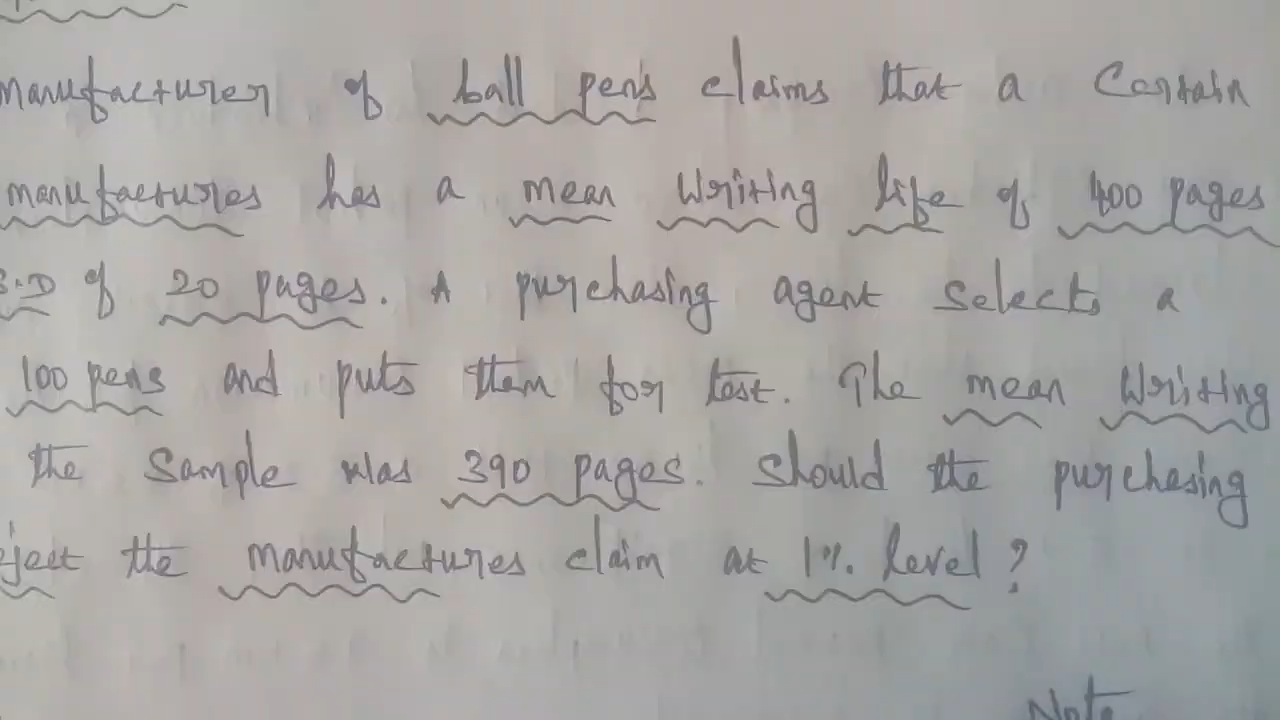 manufacturer of ball pen's claims that a Certain
manufactures has a mean Writing life of 400 pages
S.D of 20 pages. A purchasing agent Selects a
100 pens and puts them for test. The mean Writing
the Sample was 390 pages. Should the purchasing
eject the manufactures claim at 1% level?
Note